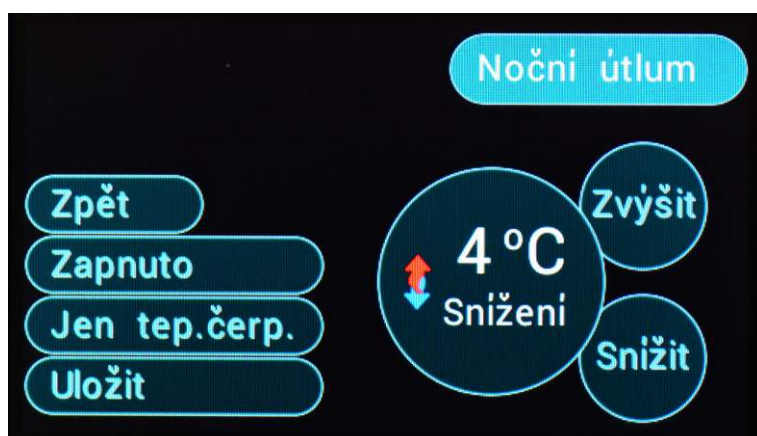 Noční útlum
Zpět
Zapnuto
Jen tep.čerp.
Uložit
4 °C
Snížení
Zvýšit
Snížit